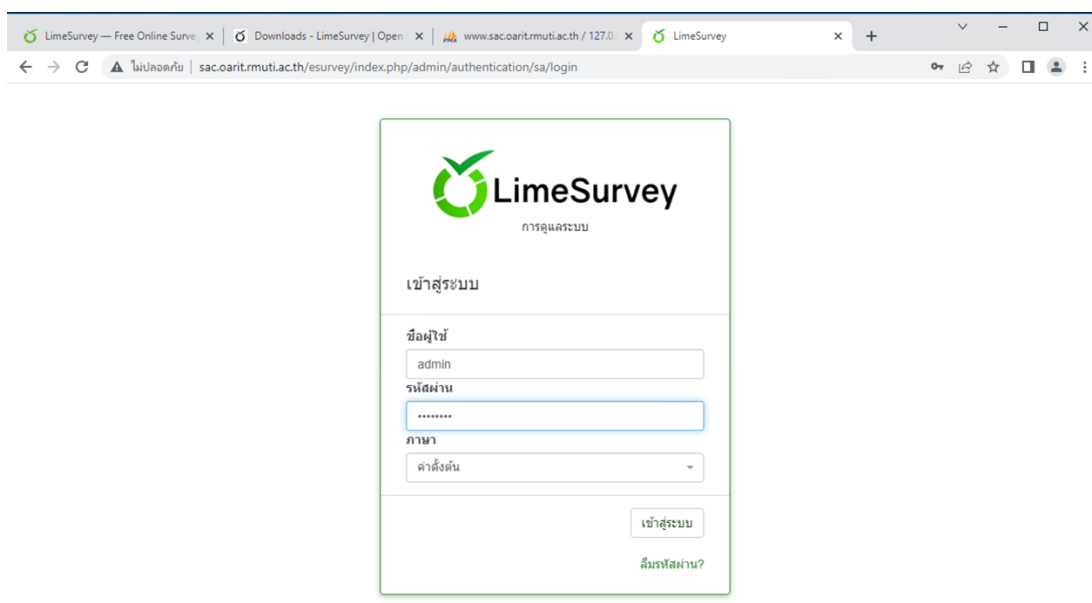 LimeSurvey — Free Online Surve
Downloads - LimeSurvey | Open
www.sac.oarit.rmuti.ac.th / 127.0.
LimeSurvey
ไม่ปลอดภัย | sac.oarit.rmuti.ac.th/esurvey/index.php/admin/authentication/sa/login
LimeSurvey
การดูแลระบบ
เข้าสู่ระบบ
ชื่อผู้ใช้
admin
รหัสผ่าน
ภาษา
ค่าตั้งต้น
เข้าสู่ระบบ
ลืมรหัสผ่าน?